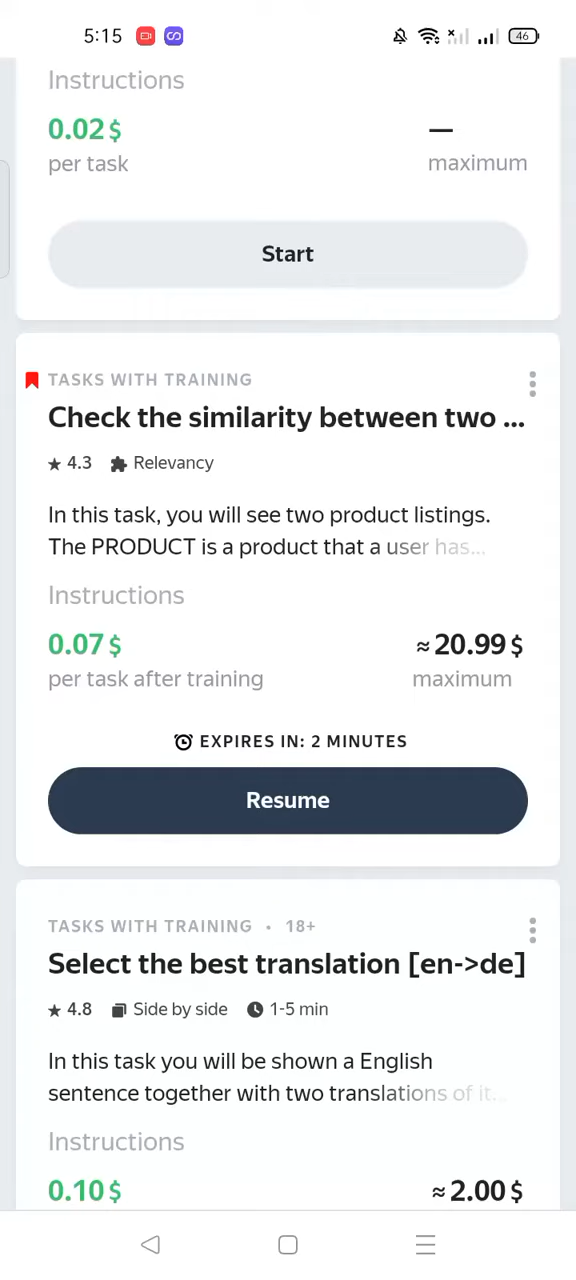 5:15
46
Instructions
0.02 $
—
per task
maximum
Start
TASKS WITH TRAINING
Check the similarity between two ...
4.3 Relevancy
In this task, you will see two product listings.
The PRODUCT is a product that a user has...
Instructions
0.07 $
≈ 20.99 $
per task after training
maximum
EXPIRES IN: 2 MINUTES
Resume
TASKS WITH TRAINING • 18+
Select the best translation [en->de]
4.8 Side by side 1-5 min
In this task you will be shown a English
sentence together with two translations of it...
Instructions
0.10 $
≈ 2.00 $